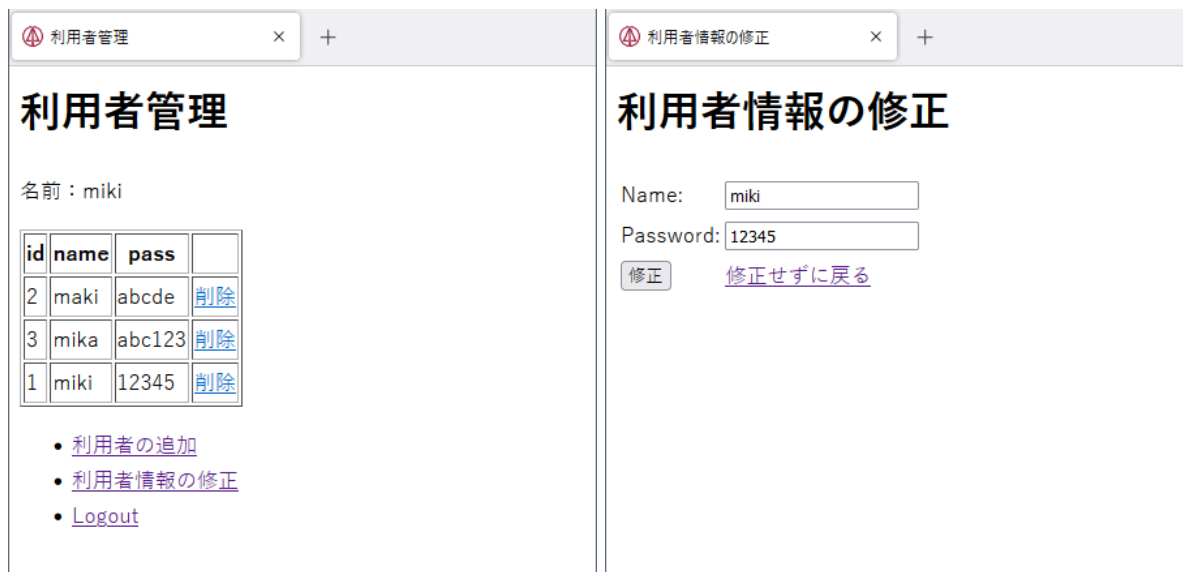 利用者管理
利用者管理
名前：miki
id name pass
2 maki abcde 削除
3 mika abc123 削除
1 miki 12345 削除
• 利用者の追加
• 利用者情報の修正
• Logout
利用者情報の修正
利用者情報の修正
Name: miki
Password: 12345
修正 修正せずに戻る